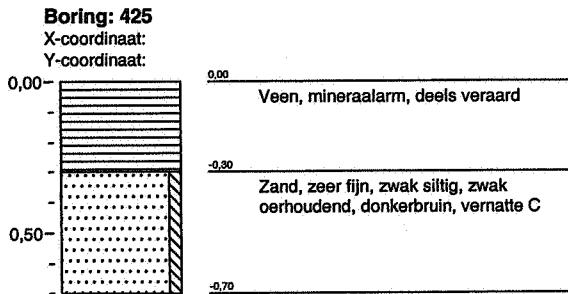 Boring: 425
X-coordinaat:
Y-coordinaat:
0,00
0,00
Veen, mineraalarm, deels veraard
-0,30
Zand, zeer fijn, zwak siltig, zwak
oerhoudend, donkerbruin, vernatte C
0,50
-0,70